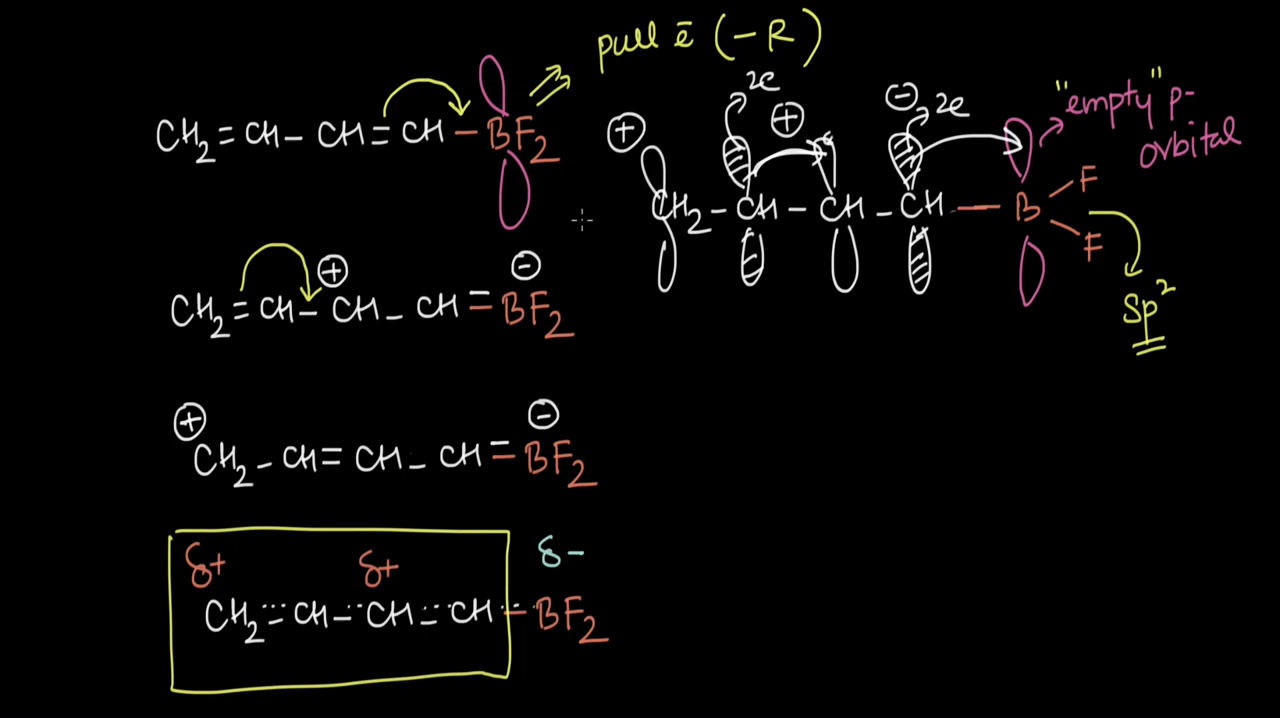 pull ē (−R)
CH₂=CH−CH=CH−BF₂
2e
⊕
⊕
⊖
2e
"empty" p-
orbital
CH₂−CH−CH−CH−B
F
F
sp²
⊕
⊖
CH₂=CH−CH−CH=BF₂
⊕
⊖
CH₂−CH=CH−CH=BF₂
δ+
δ+
δ−
CH₂⋯CH⋯CH⋯CH⋯BF₂